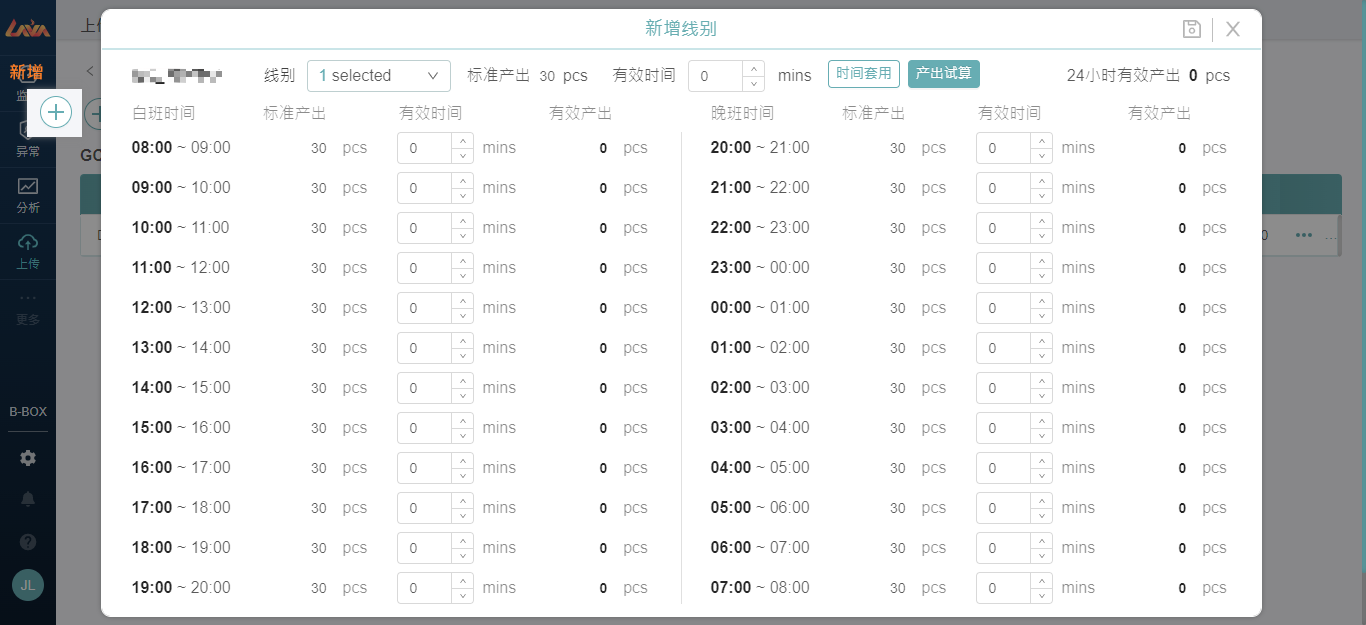 LAVA
新增线别
上
新增
监
异常
分析
上传
更多
B-BOX
JL
GO
线别 1 selected 标准产出 30 pcs 有效时间 0 mins 时间套用 产出试算 24小时有效产出 0 pcs
白班时间 标准产出 有效时间 有效产出 晚班时间 标准产出 有效时间 有效产出
08:00 ~ 09:00 30 pcs 0 mins 0 pcs 20:00 ~ 21:00 30 pcs 0 mins 0 pcs
09:00 ~ 10:00 30 pcs 0 mins 0 pcs 21:00 ~ 22:00 30 pcs 0 mins 0 pcs
10:00 ~ 11:00 30 pcs 0 mins 0 pcs 22:00 ~ 23:00 30 pcs 0 mins 0 pcs
11:00 ~ 12:00 30 pcs 0 mins 0 pcs 23:00 ~ 00:00 30 pcs 0 mins 0 pcs
12:00 ~ 13:00 30 pcs 0 mins 0 pcs 00:00 ~ 01:00 30 pcs 0 mins 0 pcs
13:00 ~ 14:00 30 pcs 0 mins 0 pcs 01:00 ~ 02:00 30 pcs 0 mins 0 pcs
14:00 ~ 15:00 30 pcs 0 mins 0 pcs 02:00 ~ 03:00 30 pcs 0 mins 0 pcs
15:00 ~ 16:00 30 pcs 0 mins 0 pcs 03:00 ~ 04:00 30 pcs 0 mins 0 pcs
16:00 ~ 17:00 30 pcs 0 mins 0 pcs 04:00 ~ 05:00 30 pcs 0 mins 0 pcs
17:00 ~ 18:00 30 pcs 0 mins 0 pcs 05:00 ~ 06:00 30 pcs 0 mins 0 pcs
18:00 ~ 19:00 30 pcs 0 mins 0 pcs 06:00 ~ 07:00 30 pcs 0 mins 0 pcs
19:00 ~ 20:00 30 pcs 0 mins 0 pcs 07:00 ~ 08:00 30 pcs 0 mins 0 pcs